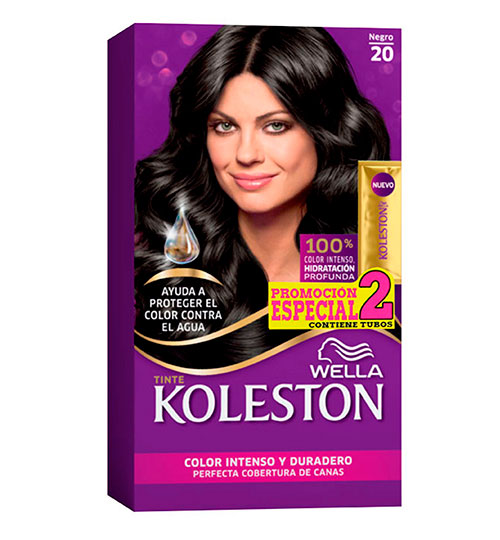 Negro
20
NUEVO
KOLESTON
100%
COLOR INTENSO,
HIDRATACIÓN
PROFUNDA
AYUDA A
PROTEGER EL
COLOR CONTRA
EL AGUA
PROMOCIÓN
ESPECIAL 2
CONTIENE TUBOS
WELLA
TINTE
KOLESTON
COLOR INTENSO Y DURADERO
PERFECTA COBERTURA DE CANAS